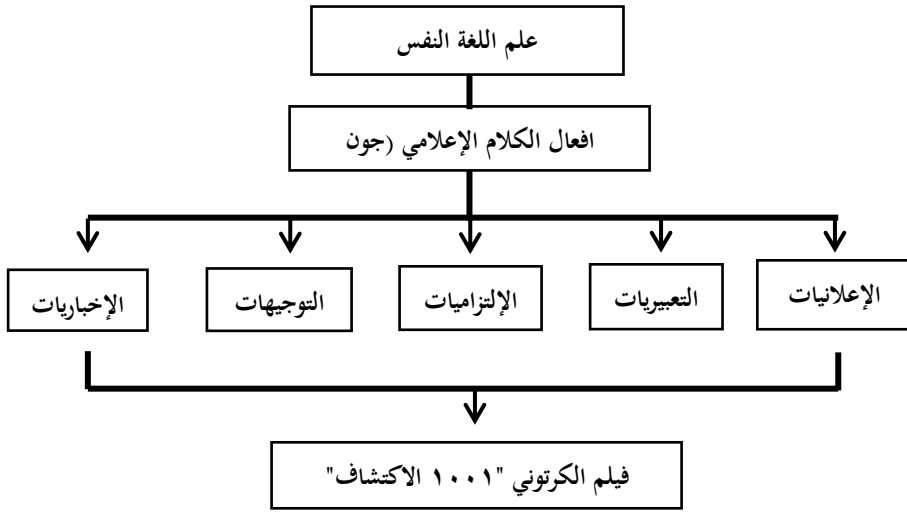 علم اللغة النفس
افعال الكلام الإعلامي (جون
الإعلانيات
التعبيريات
الإلتزاميات
التوجيهات
الإخباريات
فيلم الكرتوني "١٠٠١ الاكتشاف"